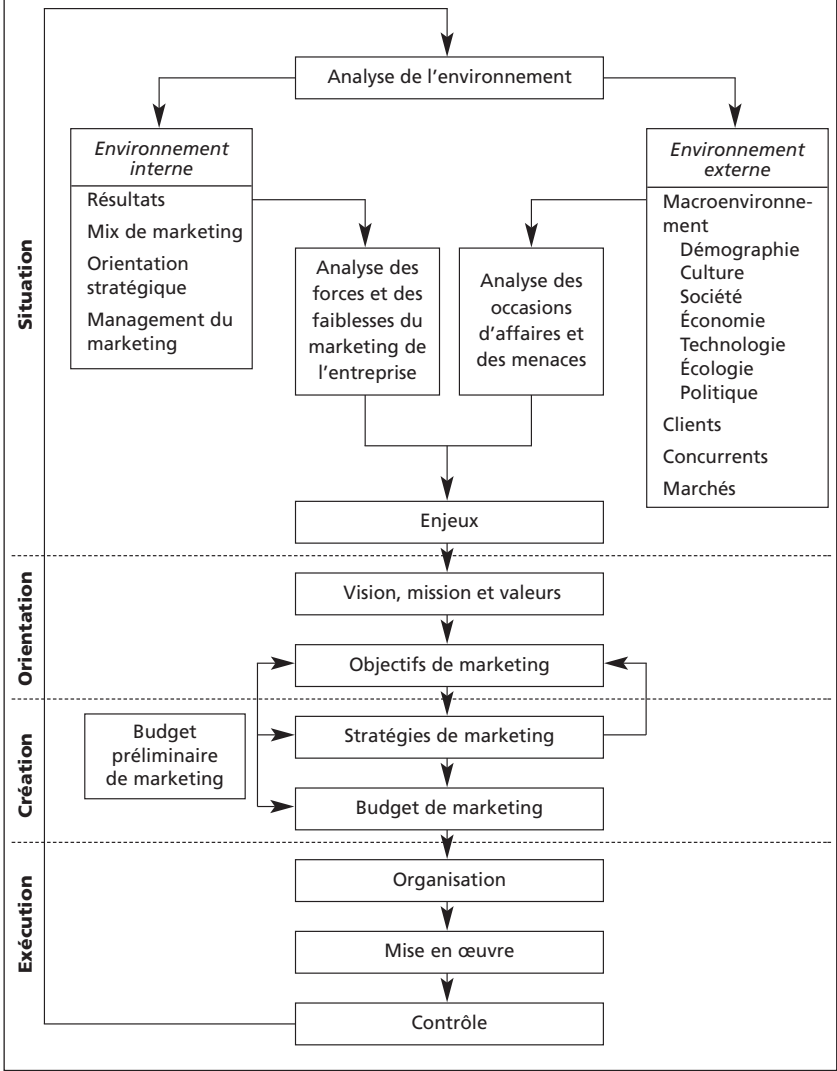 Situation
Analyse de l'environnement
Environnement
interne
Résultats
Mix de marketing
Orientation
stratégique
Management du
marketing
Analyse des
forces et des
faiblesses du
marketing de
l'entreprise
Analyse des
occasions
d'affaires et
des menaces
Environnement
externe
Macroenvironne-
ment
Démographie
Culture
Société
Économie
Technologie
Écologie
Politique
Clients
Concurrents
Marchés
Enjeux
Orientation
Vision, mission et valeurs
Objectifs de marketing
Création
Budget
préliminaire
de marketing
Stratégies de marketing
Budget de marketing
Exécution
Organisation
Mise en œuvre
Contrôle